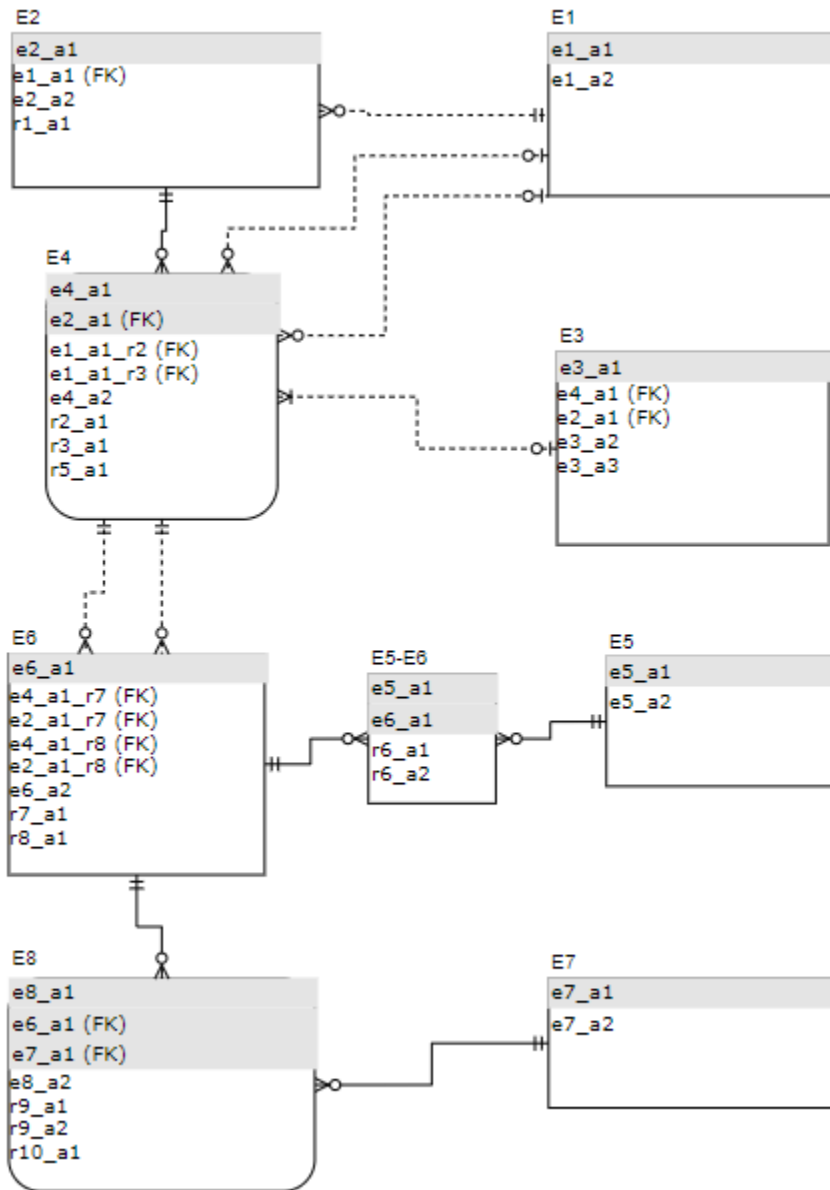 E2
e2_a1
e1_a1 (FK)
e2_a2
r1_a1
E1
e1_a1
e1_a2
E4
e4_a1
e2_a1 (FK)
e1_a1_r2 (FK)
e1_a1_r3 (FK)
e4_a2
r2_a1
r3_a1
r5_a1
E3
e3_a1
e4_a1 (FK)
e2_a1 (FK)
e3_a2
e3_a3
E6
e6_a1
e4_a1_r7 (FK)
e2_a1_r7 (FK)
e4_a1_r8 (FK)
e2_a1_r8 (FK)
e6_a2
r7_a1
r8_a1
E5-E6
e5_a1
e6_a1
r6_a1
r6_a2
E5
e5_a1
e5_a2
E8
e8_a1
e6_a1 (FK)
e7_a1 (FK)
e8_a2
r9_a1
r9_a2
r10_a1
E7
e7_a1
e7_a2